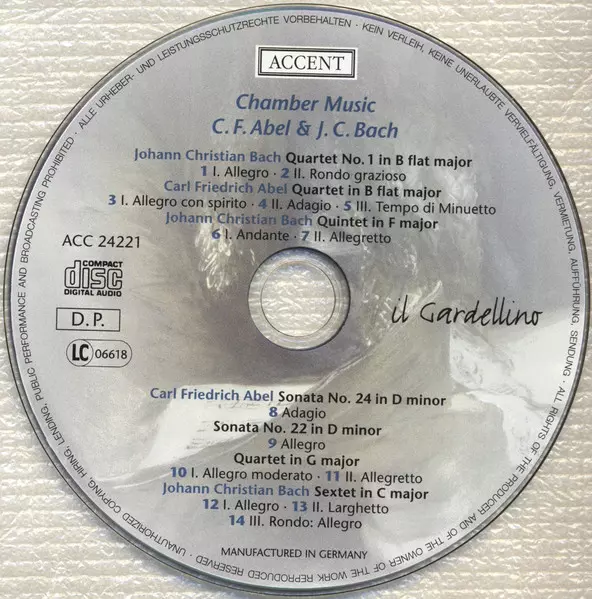 ACCENT
Chamber Music
C. F. Abel & J. C. Bach
Johann Christian Bach Quartet No. 1 in B flat major
1 I. Allegro · 2 II. Rondo grazioso
Carl Friedrich Abel Quartet in B flat major
3 I. Allegro con spirito · 4 II. Adagio · 5 III. Tempo di Minuetto
Johann Christian Bach Quintet in F major
6 I. Andante · 7 II. Allegretto
ACC 24221
COMPACT
disc
DIGITAL AUDIO
D. P.
LC 06618
il Gardellino
Carl Friedrich Abel Sonata No. 24 in D minor
8 Adagio
Sonata No. 22 in D minor
9 Allegro
Quartet in G major
10 I. Allegro moderato · 11 II. Allegretto
Johann Christian Bach Sextet in C major
12 I. Allegro · 13 II. Larghetto
14 III. Rondo: Allegro
MANUFACTURED IN GERMANY
ALLE URHEBER- UND LEISTUNGSSCHUTZRECHTE VORBEHALTEN · KEIN VERLEIH, KEINE UNERLAUBTE VERVIELFÄLTIGUNG, VERMIETUNG, AUFFÜHRUNG, SENDUNG · ALL RIGHTS OF THE PRODUCER AND OF THE OWNER OF THE WORK REPRODUCED RESERVED · UNAUTHORIZED COPYING, HIRING, LENDING, PUBLIC PERFORMANCE AND BROADCASTING PROHIBITED ·